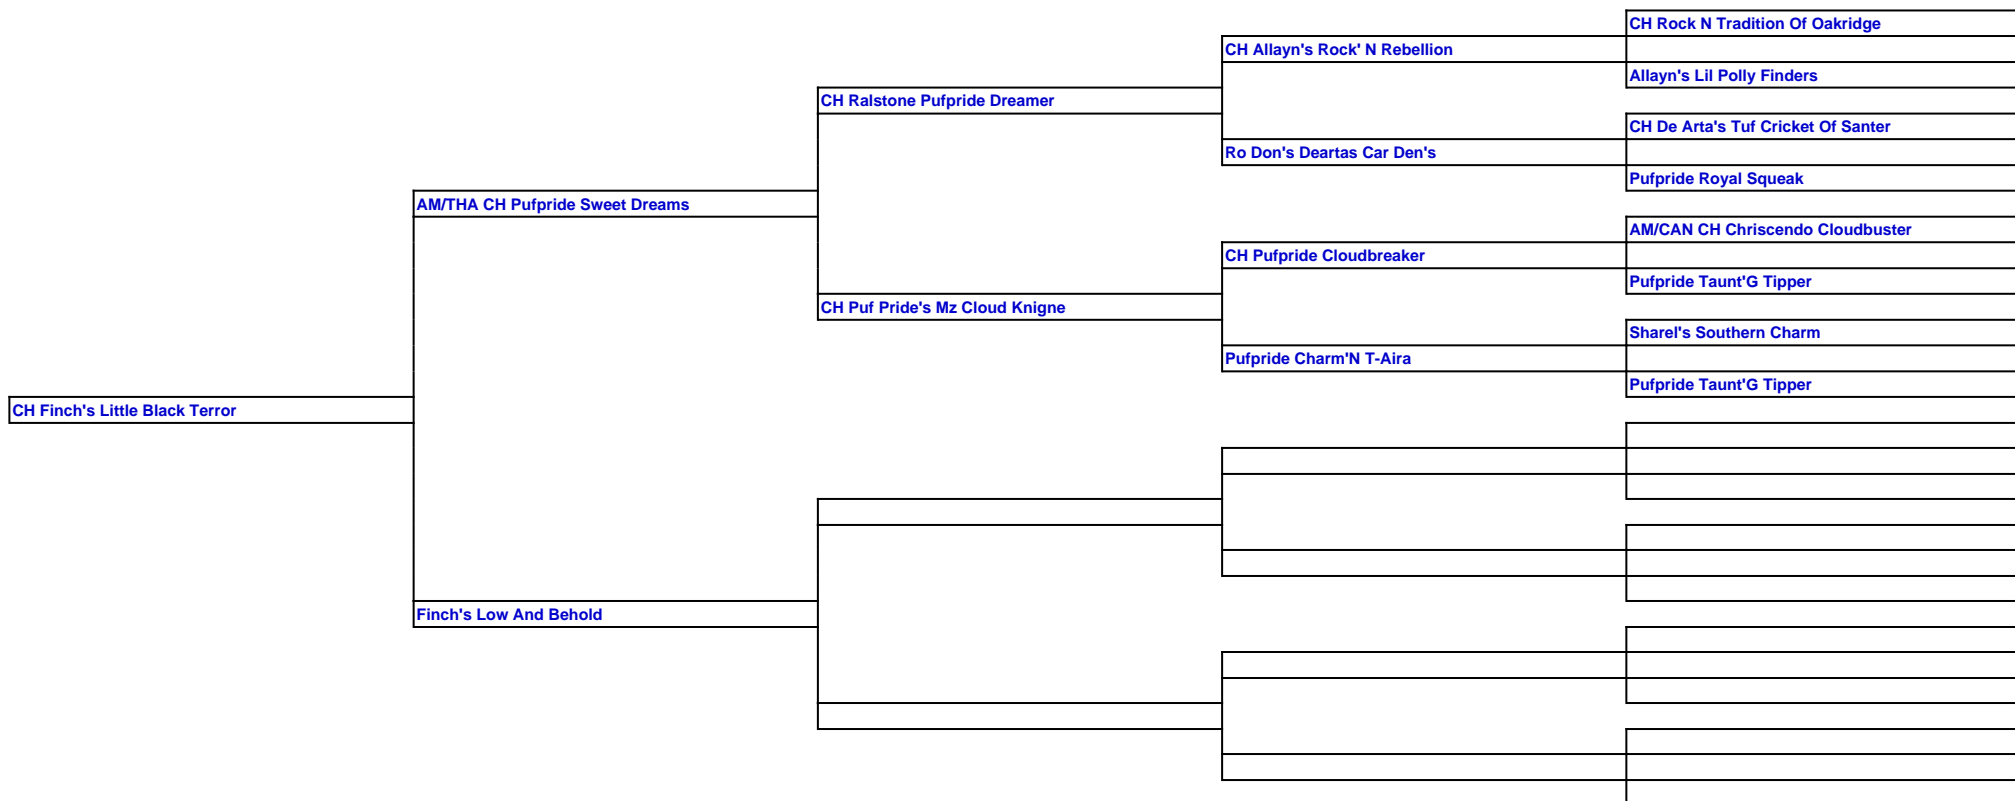 CH Rock N Tradition Of Oakridge
CH Allayn's Rock' N Rebellion
Allayn's Lil Polly Finders
CH Ralstone Pufpride Dreamer
CH De Arta's Tuf Cricket Of Santer
Ro Don's Deartas Car Den's
Pufpride Royal Squeak
AM/THA CH Pufpride Sweet Dreams
AM/CAN CH Chriscendo Cloudbuster
CH Pufpride Cloudbreaker
Pufpride Taunt'G Tipper
CH Puf Pride's Mz Cloud Knigne
Sharel's Southern Charm
Pufpride Charm'N T-Aira
Pufpride Taunt'G Tipper
CH Finch's Little Black Terror
Finch's Low And Behold